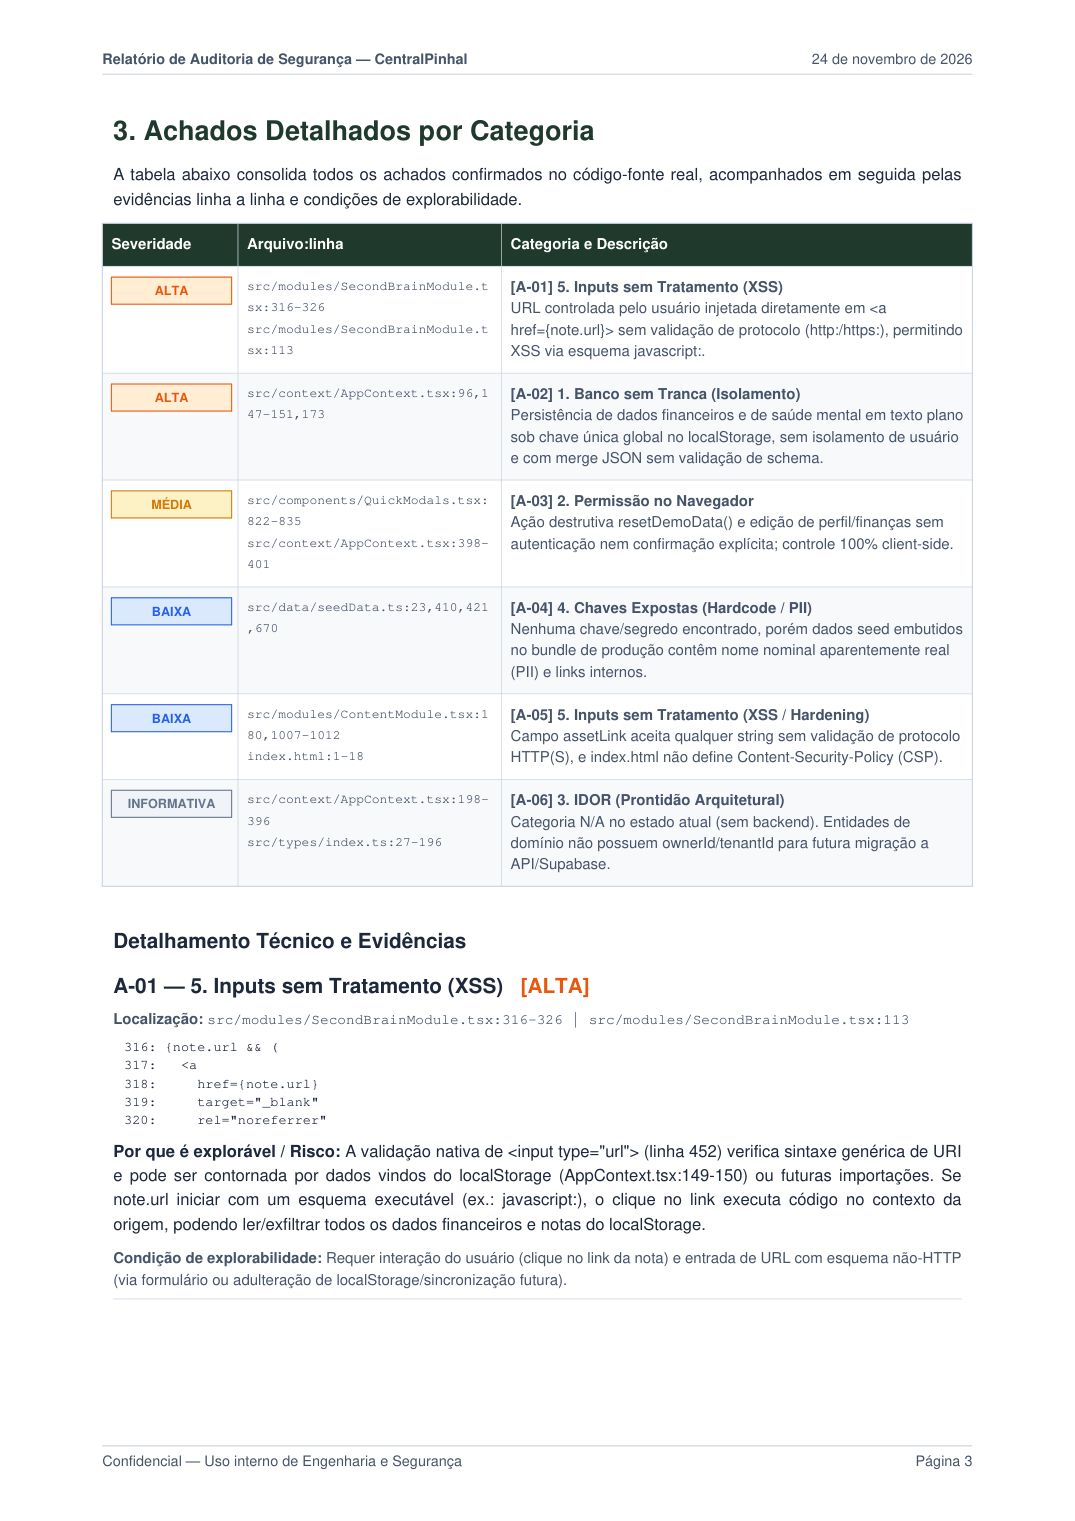 Relatório de Auditoria de Segurança — CentralPinhal
24 de novembro de 2026
3. Achados Detalhados por Categoria
A tabela abaixo consolida todos os achados confirmados no código-fonte real, acompanhados em seguida pelas
evidências linha a linha e condições de explorabilidade.
Severidade
Arquivo:linha
Categoria e Descrição
ALTA
src/modules/SecondBrainModule.t
sx:316-326
src/modules/SecondBrainModule.t
sx:113
[A-01] 5. Inputs sem Tratamento (XSS)
URL controlada pelo usuário injetada diretamente em <a
href={note.url}> sem validação de protocolo (http:/https:), permitindo
XSS via esquema javascript:.
ALTA
src/context/AppContext.tsx:96,1
47-151,173
[A-02] 1. Banco sem Tranca (Isolamento)
Persistência de dados financeiros e de saúde mental em texto plano
sob chave única global no localStorage, sem isolamento de usuário
e com merge JSON sem validação de schema.
MÉDIA
src/components/QuickModals.tsx:
822-835
src/context/AppContext.tsx:398-
401
[A-03] 2. Permissão no Navegador
Ação destrutiva resetDemoData() e edição de perfil/finanças sem
autenticação nem confirmação explícita; controle 100% client-side.
BAIXA
src/data/seedData.ts:23,410,421
,670
[A-04] 4. Chaves Expostas (Hardcode / PII)
Nenhuma chave/segredo encontrado, porém dados seed embutidos
no bundle de produção contêm nome nominal aparentemente real
(PII) e links internos.
BAIXA
src/modules/ContentModule.tsx:1
80,1007-1012
index.html:1-18
[A-05] 5. Inputs sem Tratamento (XSS / Hardening)
Campo assetLink aceita qualquer string sem validação de protocolo
HTTP(S), e index.html não define Content-Security-Policy (CSP).
INFORMATIVA
src/context/AppContext.tsx:198-
396
src/types/index.ts:27-196
[A-06] 3. IDOR (Prontidão Arquitetural)
Categoria N/A no estado atual (sem backend). Entidades de
domínio não possuem ownerId/tenantId para futura migração a
API/Supabase.
Detalhamento Técnico e Evidências
A-01 — 5. Inputs sem Tratamento (XSS) [ALTA]
Localização: src/modules/SecondBrainModule.tsx:316-326 | src/modules/SecondBrainModule.tsx:113
316: {note.url && (
317:   <a
318:     href={note.url}
319:     target="_blank"
320:     rel="noreferrer"
Por que é explorável / Risco: A validação nativa de <input type="url"> (linha 452) verifica sintaxe genérica de URI
e pode ser contornada por dados vindos do localStorage (AppContext.tsx:149-150) ou futuras importações. Se
note.url iniciar com um esquema executável (ex.: javascript:), o clique no link executa código no contexto da
origem, podendo ler/exfiltrar todos os dados financeiros e notas do localStorage.
Condição de explorabilidade: Requer interação do usuário (clique no link da nota) e entrada de URL com esquema não-HTTP
(via formulário ou adulteração de localStorage/sincronização futura).
Confidencial — Uso interno de Engenharia e Segurança
Página 3